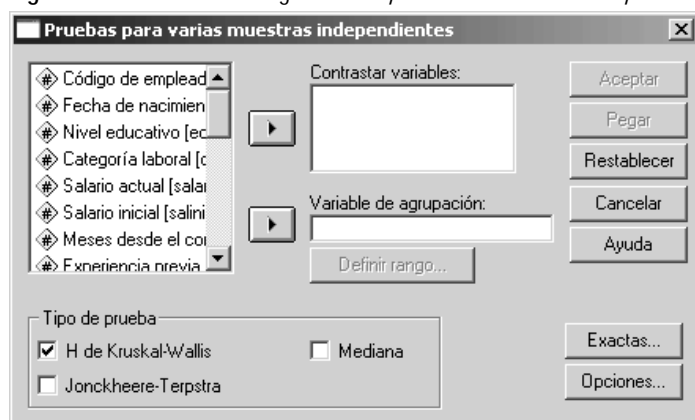 Pruebas para varias muestras independientes
Código de emplead
Fecha de nacimien
Nivel educativo [ec
Categoría laboral [c
Salario actual [salar
Salario inicial [salini
Meses desde el cor
Experiencia previa
Contrastar variables:
Variable de agrupación:
Definir rango...
Aceptar
Pegar
Restablecer
Cancelar
Ayuda
Tipo de prueba
H de Kruskal-Wallis
Mediana
Jonckheere-Terpstra
Exactas...
Opciones...